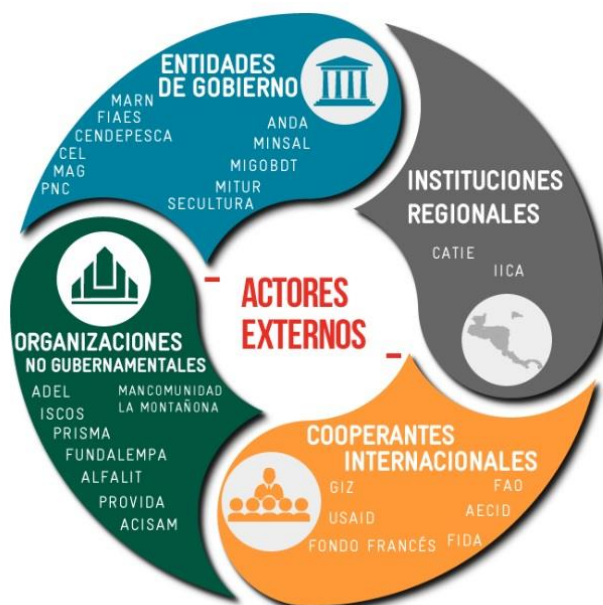 ENTIDADES
DE GOBIERNO
MARN
FIAES
CENDEPESCA
CEL
MAG
PNC
ANDA
MINSAL
MIGOBDT
MITUR
SECULTURA
INSTITUCIONES
REGIONALES
CATIE
IICA
ACTORES
EXTERNOS
ORGANIZACIONES
NO GUBERNAMENTALES
ADEL
ISCOS
PRISMA
FUNDALEMPA
ALFALIT
PROVIDA
ACISAM
MANCOMUNIDAD
LA MONTAÑONA
COOPERANTES
INTERNACIONALES
GIZ
USAID
FONDO FRANCÉS
FAO
AECID
FIDA